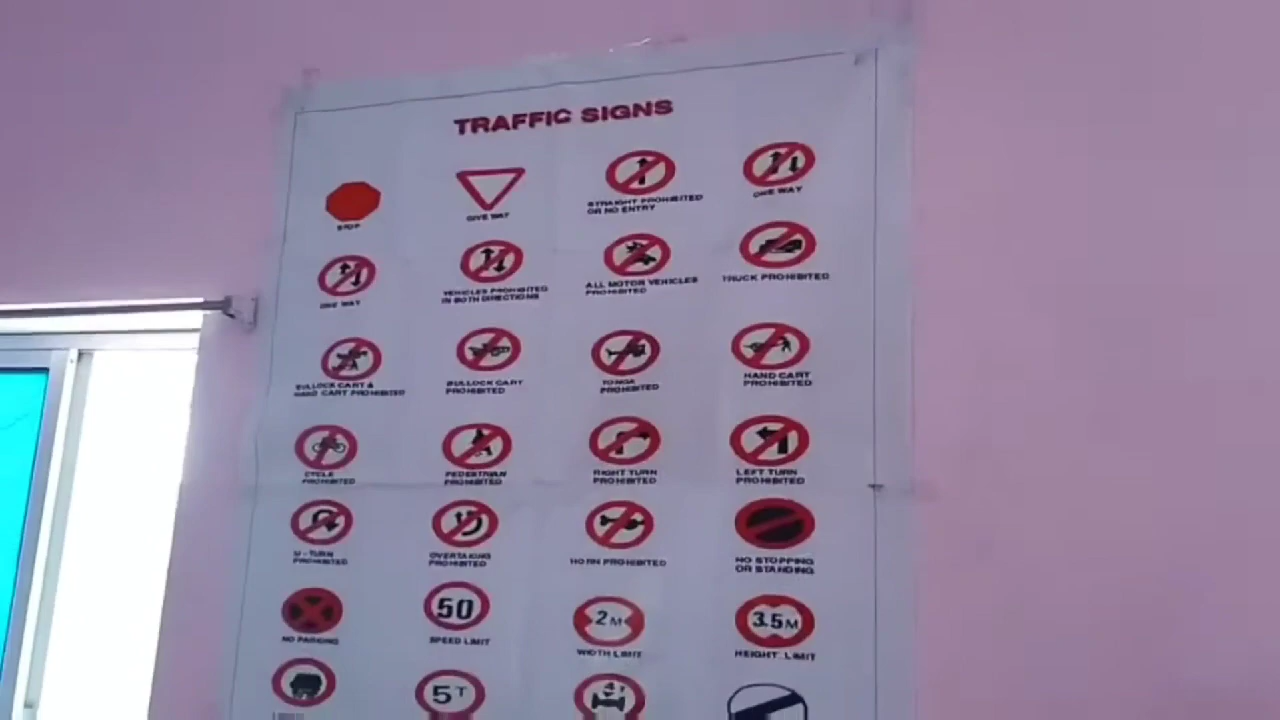 TRAFFIC SIGNS
STOP
GIVE WAY
STRAIGHT PROHIBITED
OR NO ENTRY
ONE WAY
ONE WAY
VEHICLES PROHIBITED
IN BOTH DIRECTIONS
ALL MOTOR VEHICLES
PROHIBITED
TRUCK PROHIBITED
BULLOCK CART &
HAND CART PROHIBITED
BULLOCK CART
PROHIBITED
TONGA
PROHIBITED
HAND CART
PROHIBITED
CYCLE
PROHIBITED
PEDESTRIAN
PROHIBITED
RIGHT TURN
PROHIBITED
LEFT TURN
PROHIBITED
U-TURN
PROHIBITED
OVERTAKING
PROHIBITED
HORN PROHIBITED
NO STOPPING
OR STANDING
NO PARKING
50
SPEED LIMIT
2M
WIDTH LIMIT
3.5M
HEIGHT LIMIT
5T
4T